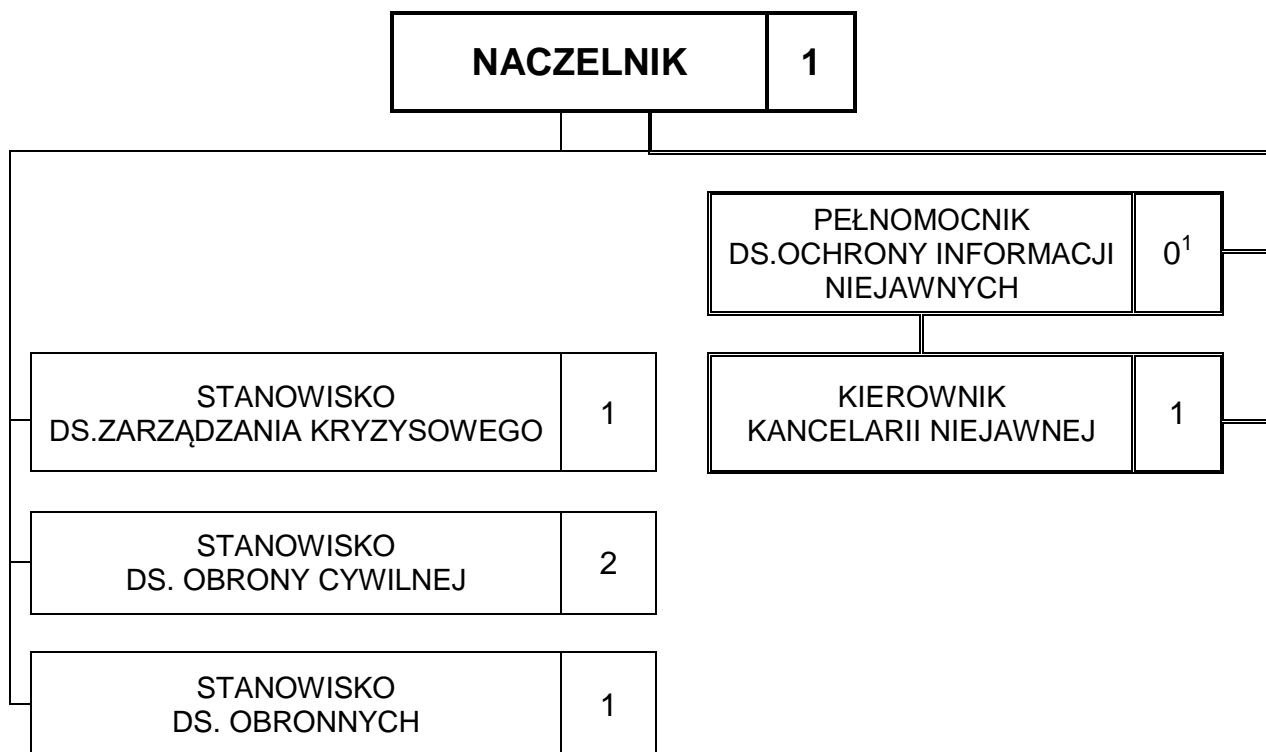 NACZELNIK 1
PEŁNOMOCNIK
DS.OCHRONY INFORMACJI
NIEJAWNYCH
0¹
STANOWISKO
DS.ZARZĄDZANIA KRYZYSOWEGO
1
KIEROWNIK
KANCELARII NIEJAWNEJ
1
STANOWISKO
DS. OBRONY CYWILNEJ
2
STANOWISKO
DS. OBRONNYCH
1